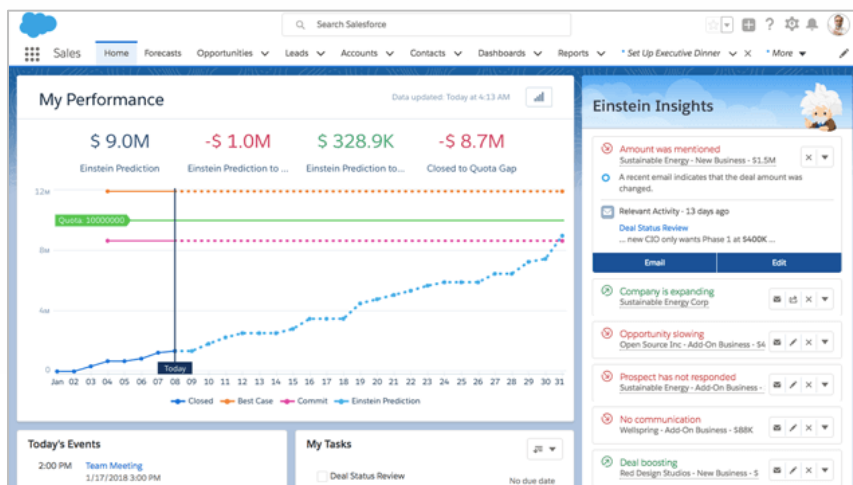 Search Salesforce
Sales
Home
Forecasts
Opportunities
Leads
Accounts
Contacts
Dashboards
Reports
* Set Up Executive Dinner
* More
My Performance
Data updated: Today at 4:13 AM
$ 9.0M
-$ 1.0M
$ 328.9K
-$ 8.7M
Einstein Prediction
Einstein Prediction to ...
Einstein Prediction to...
Closed to Quota Gap
12M
Quota: 10000000
8M
4M
0
Today
Jan 02 03 04 05 06 07 08 09 10 11 12 13 14 15 16 17 18 19 20 21 22 23 24 25 26 27 28 29 30 31
Closed
Best Case
Commit
Einstein Prediction
Today's Events
2:00 PM
Team Meeting
1/17/2018 3:00 PM
My Tasks
Deal Status Review
No due date
Einstein Insights
Amount was mentioned
Sustainable Energy - New Business - $1.5M
A recent email indicates that the deal amount was
changed.
Relevant Activity - 13 days ago
Deal Status Review
... new CIO only wants Phase 1 at $400K ...
Email
Edit
Company is expanding
Sustainable Energy Corp
Opportunity slowing
Open Source Inc - Add-On Business - $4
Prospect has not responded
Sustainable Energy - Add-On Business -
No communication
Wellspring - Add-On Business - $88K
Deal boosting
Red Design Studios - New Business - S